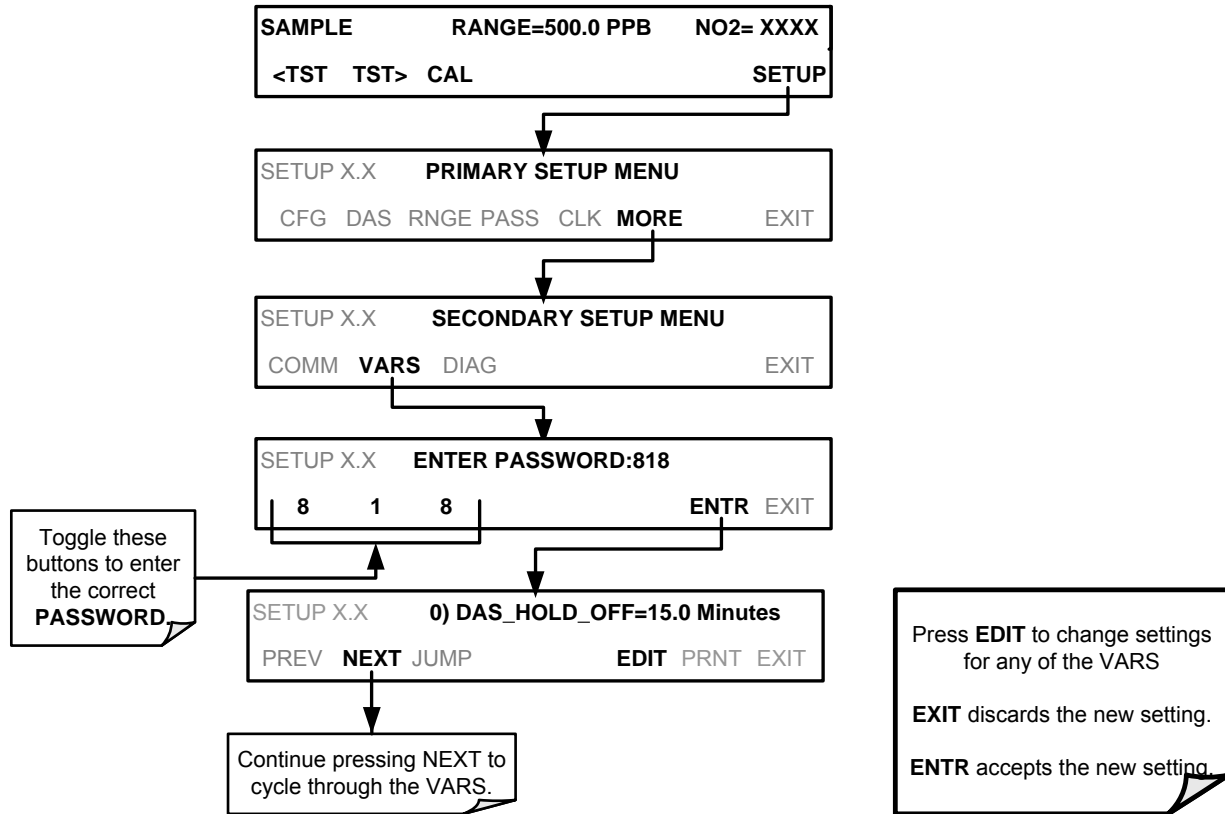 SAMPLE RANGE=500.0 PPB NO2= XXXX
<TST TST> CAL SETUP
SETUP X.X PRIMARY SETUP MENU
CFG DAS RNGE PASS CLK MORE EXIT
SETUP X.X SECONDARY SETUP MENU
COMM VARS DIAG EXIT
SETUP X.X ENTER PASSWORD:818
8 1 8 ENTR EXIT
Toggle these
buttons to enter
the correct
PASSWORD.
SETUP X.X 0) DAS_HOLD_OFF=15.0 Minutes
PREV NEXT JUMP EDIT PRNT EXIT
Continue pressing NEXT to
cycle through the VARS.
Press EDIT to change settings
for any of the VARS
EXIT discards the new setting.
ENTR accepts the new setting.